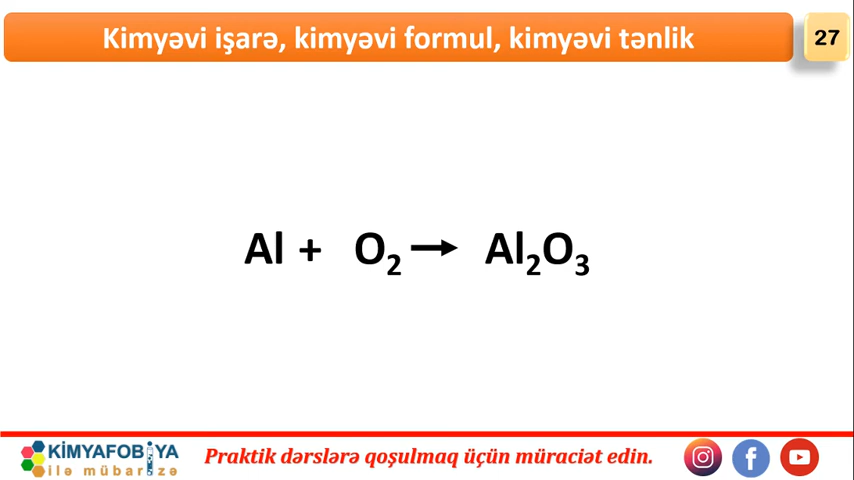 Kimyəvi işarə, kimyəvi formul, kimyəvi tənlik
27
Al + O₂ → Al₂O₃
KİMYAFOBİYA
ilə mübarizə
Praktik dərslərə qoşulmaq üçün müraciət edin.